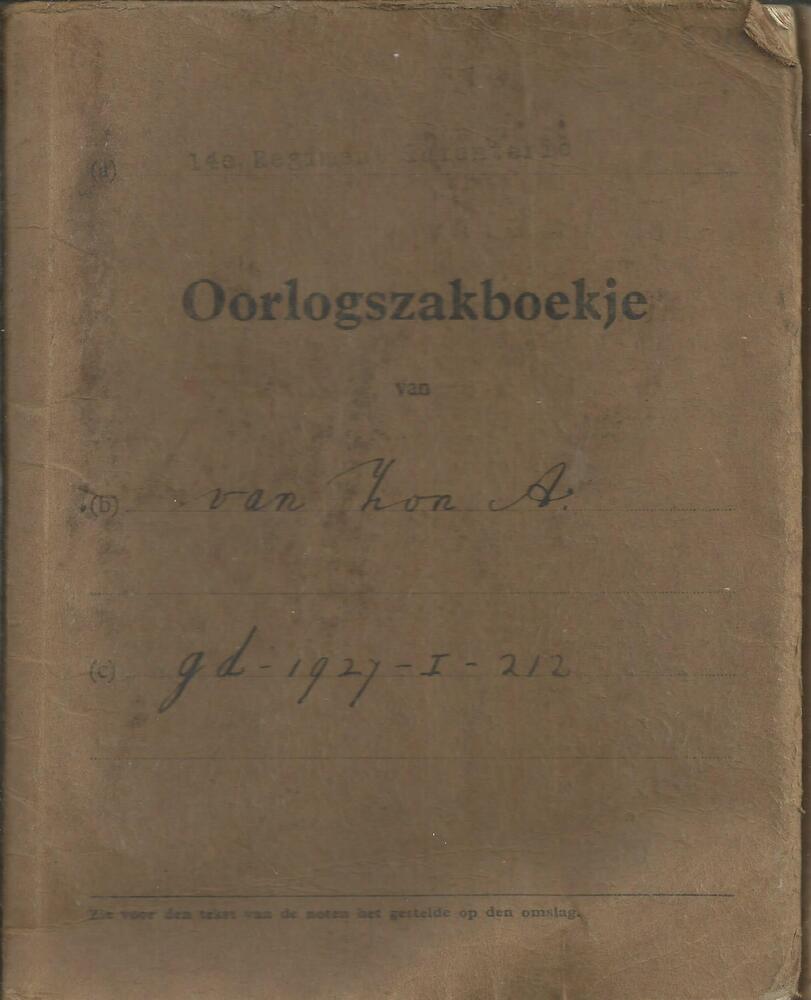 (a) 14e Regiment Infanterie
Oorlogszakboekje
van
(b) van Zon A.
(c) gd - 1927 - I - 212
Zie voor den tekst van de noten het gestelde op den omslag.